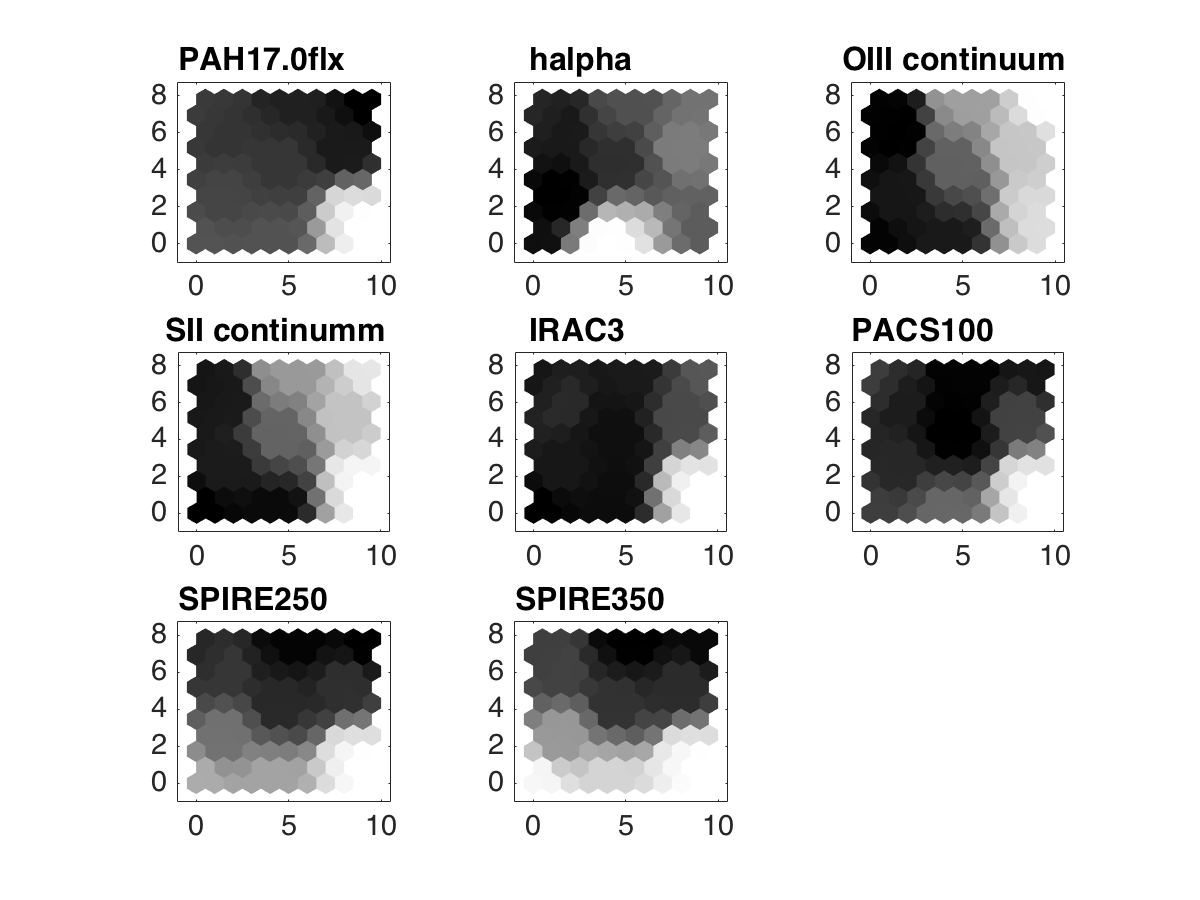 PAH17.0flx halpha OIII continuum
8 8 8
6 6 6
4 4 4
2 2 2
0 0 0
0 5 10 0 5 10 0 5 10
SII continumm IRAC3 PACS100
8 8 8
6 6 6
4 4 4
2 2 2
0 0 0
0 5 10 0 5 10 0 5 10
SPIRE250 SPIRE350
8 8
6 6
4 4
2 2
0 0
0 5 10 0 5 10